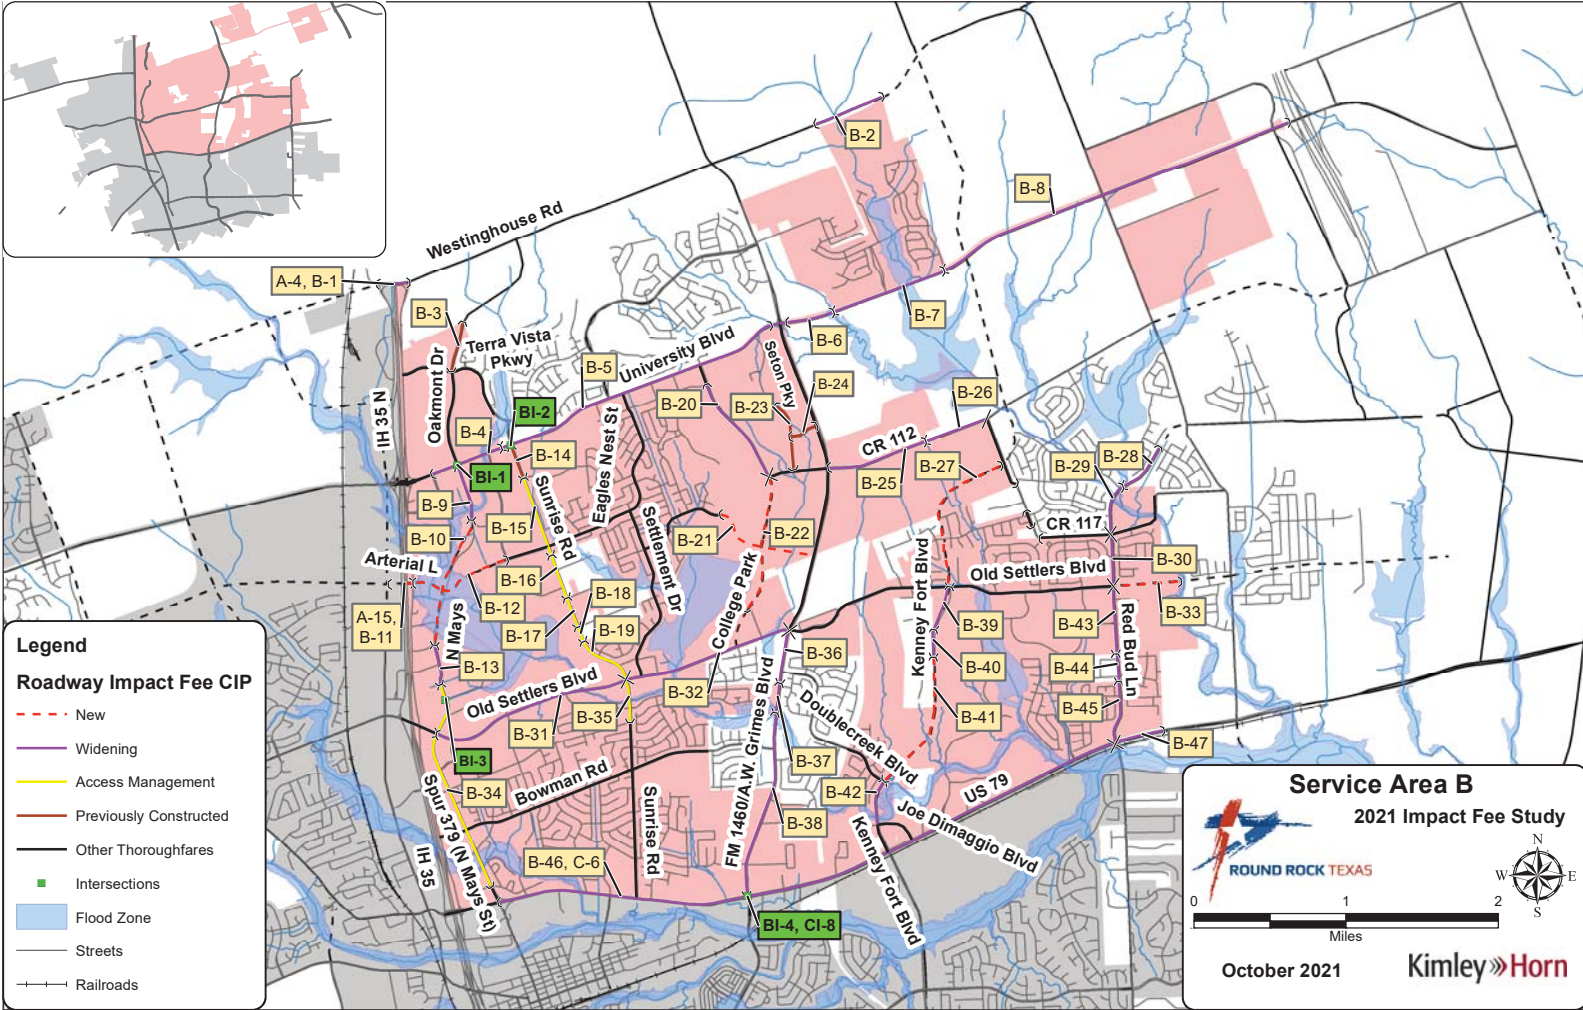 B-2
B-8
Westinghouse Rd
A-4, B-1
B-3
Terra Vista
Pkwy
B-7
B-6
University Blvd
B-5
Oakmont Dr
IH 35 N
Seton Pky
B-24
B-26
B-20
B-23
BI-2
B-4
Eagles Nest St
CR 112
B-14
B-27
B-28
B-29
BI-1
B-25
B-9
Sunrise Rd
B-15
Settlement Dr
CR 117
B-10
B-21
B-22
Arterial L
Kenney Fort Blvd
B-30
Old Settlers Blvd
B-16
College Park
B-12
B-18
B-33
A-15,
B-11
N Mays
B-17
B-19
B-39
B-43
Red Bud Ln
B-36
B-13
B-40
B-44
Old Settlers Blvd
B-32
B-35
B-31
FM 1460/A.W. Grimes Blvd
Doublecreek Blvd
B-41
B-45
B-47
BI-3
B-37
Bowman Rd
B-34
B-42
US 79
Spur 379 (N Mays St)
Sunrise Rd
B-38
Joe Dimaggio Blvd
IH 35
B-46, C-6
Kenney Fort Blvd
BI-4, CI-8
Legend
Roadway Impact Fee CIP
New
Widening
Access Management
Previously Constructed
Other Thoroughfares
Intersections
Flood Zone
Streets
Railroads
Service Area B
2021 Impact Fee Study
ROUND ROCK TEXAS
N
W E
S
0 1 2
Miles
October 2021
Kimley»Horn